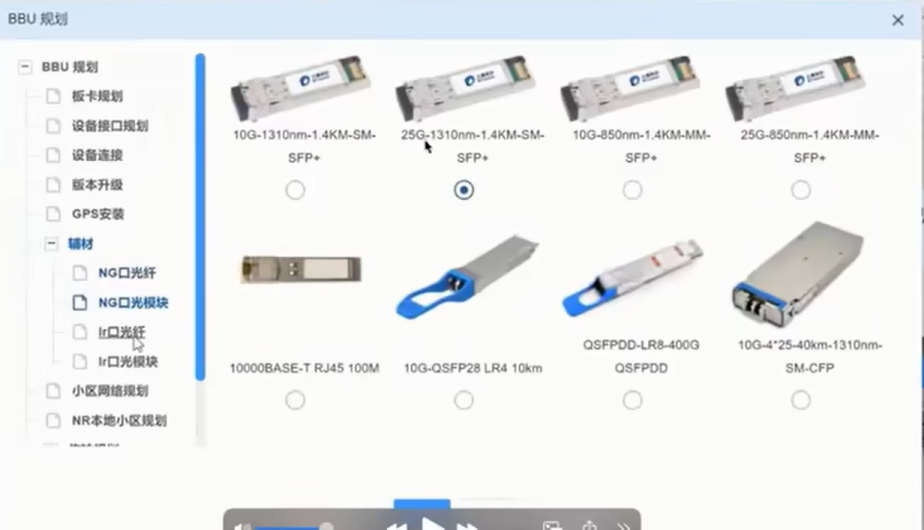 BBU 规划
BBU 规划
板卡规划
设备接口规划
设备连接
版本升级
GPS安装
辅材
NG口光纤
NG口光模块
Ir口光纤
Ir口光模块
小区网络规划
NR本地小区规划
10G-1310nm-1.4KM-SM-
SFP+
25G-1310nm-1.4KM-SM-
SFP+
10G-850nm-1.4KM-MM-
SFP+
25G-850nm-1.4KM-MM-
SFP+
10000BASE-T RJ45 100M
10G-QSFP28 LR4 10km
QSFPDD-LR8-400G
QSFPDD
10G-4*25-40km-1310nm-
SM-CFP